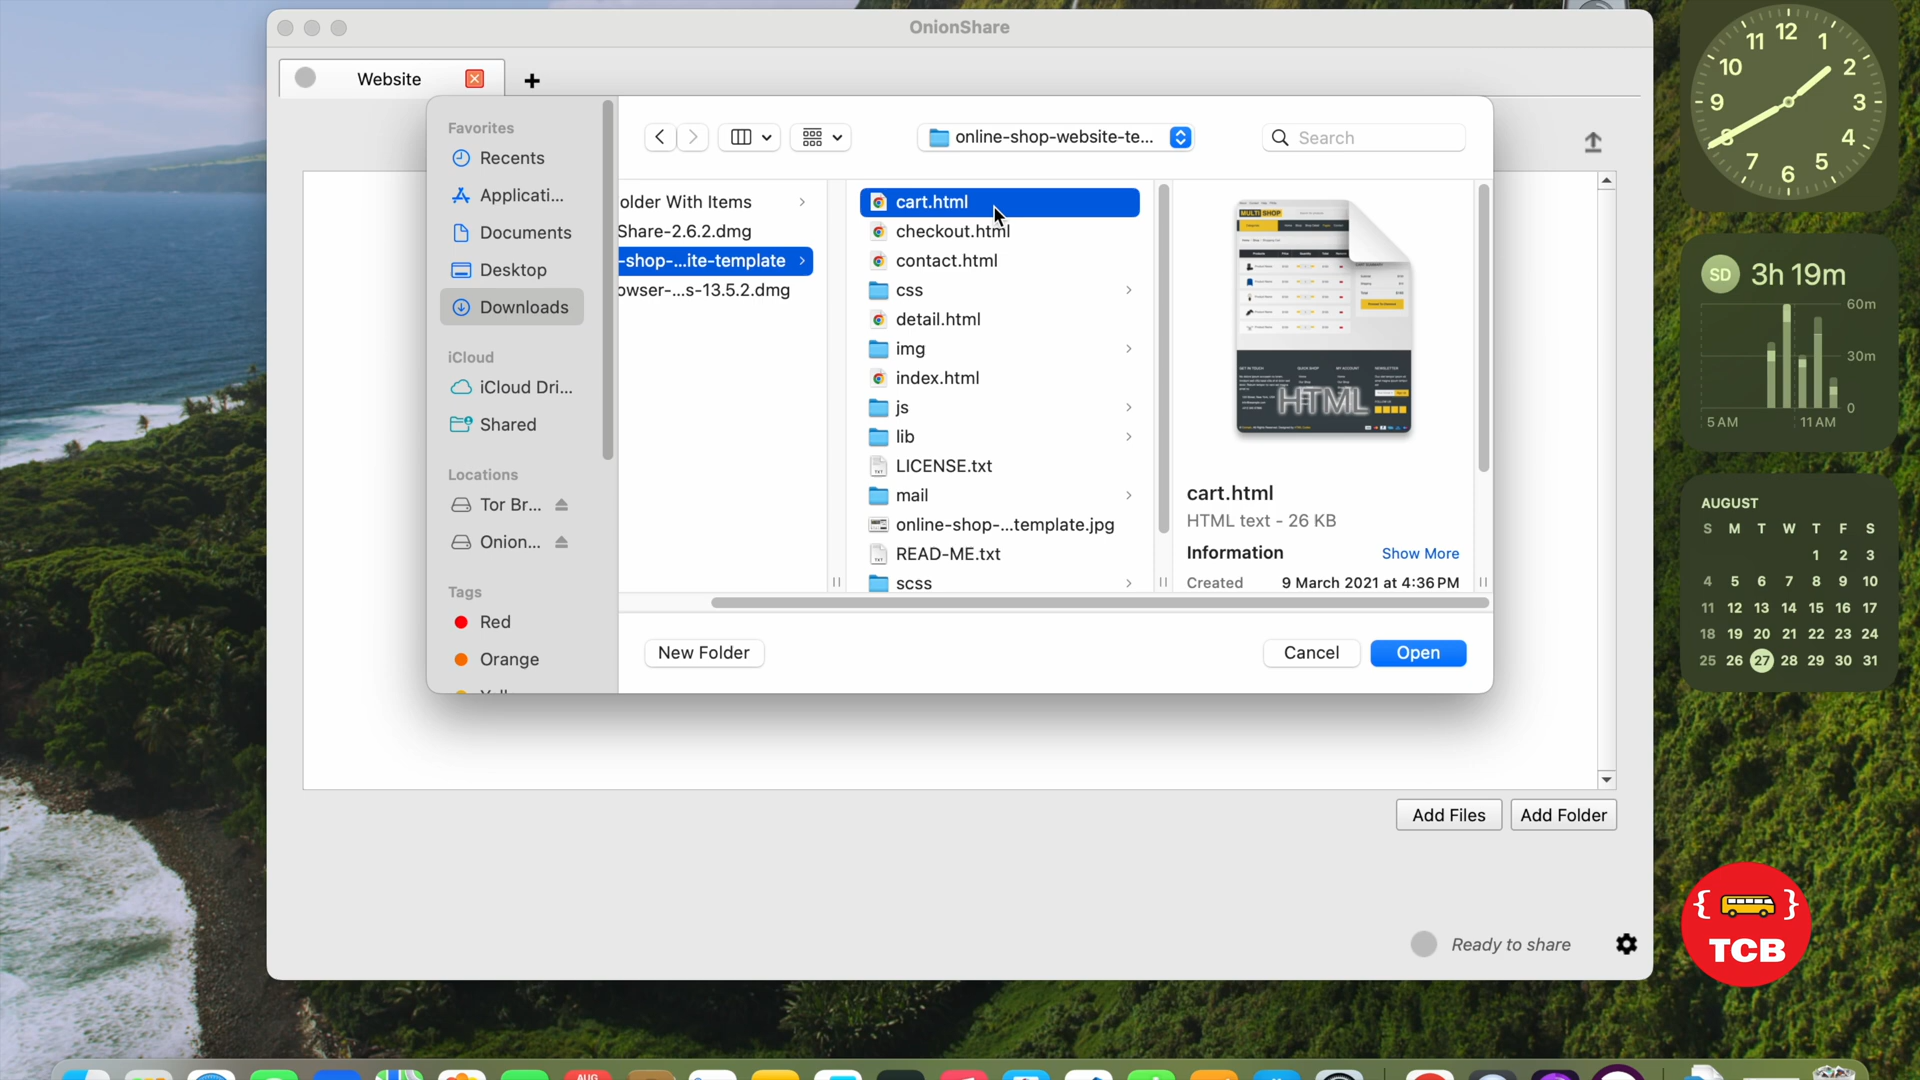 OnionShare
Website
Favorites
Recents
Applicati...
Documents
Desktop
Downloads
iCloud
iCloud Dri...
Shared
Locations
Tor Br...
Onion...
Tags
Red
Orange
online-shop-website-te...
Search
older With Items
Share-2.6.2.dmg
-shop-...ite-template
owser-...s-13.5.2.dmg
cart.html
checkout.html
contact.html
css
detail.html
img
index.html
js
lib
LICENSE.txt
mail
online-shop-...template.jpg
READ-ME.txt
scss
MULTI SHOP
HTML
cart.html
HTML text - 26 KB
Information Show More
Created 9 March 2021 at 4:36 PM
New Folder
Cancel
Open
Add Files
Add Folder
Ready to share
12
1
2
3
4
5
6
7
8
9
10
11
SD 3h 19m
60m
30m
0
5 AM 11 AM
AUGUST
S M T W T F S
1 2 3
4 5 6 7 8 9 10
11 12 13 14 15 16 17
18 19 20 21 22 23 24
25 26 27 28 29 30 31
{ }
TCB
AUG